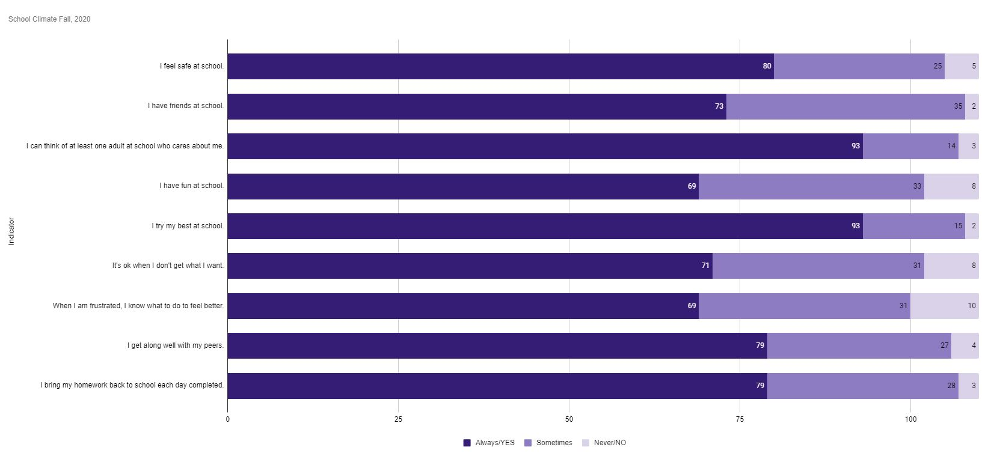 School Climate Fall, 2020
Indicator
I feel safe at school. 80 25 5
I have friends at school. 73 35 2
I can think of at least one adult at school who cares about me. 93 14 3
I have fun at school. 69 33 8
I try my best at school. 93 15 2
It's ok when I don't get what I want. 71 31 8
When I am frustrated, I know what to do to feel better. 69 31 10
I get along well with my peers. 79 27 4
I bring my homework back to school each day completed. 79 28 3
0 25 50 75 100
Always/YES Sometimes Never/NO